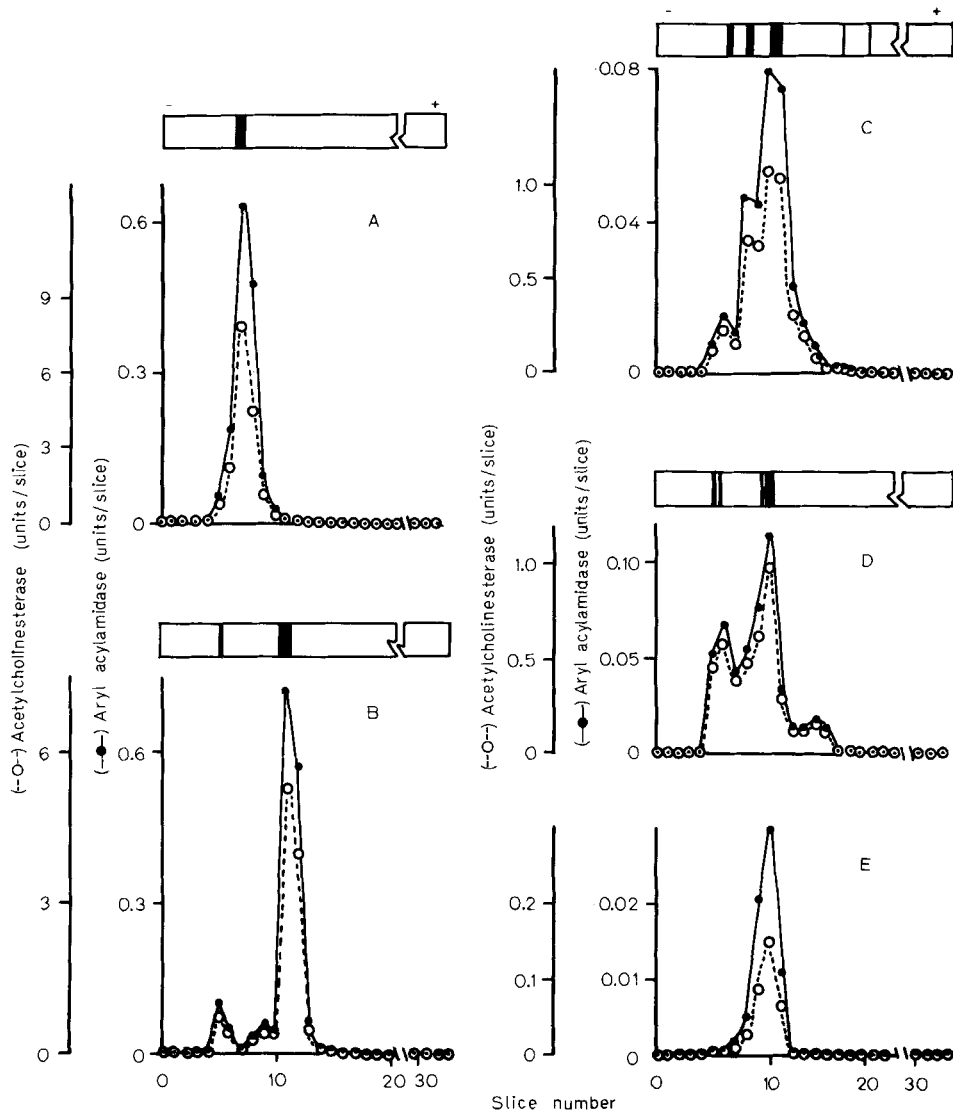 - +
A
0.6
0.3
0
9
6
3
0
(--O--) Acetylcholinesterase (units/slice)
(—●—) Aryl acylamidase (units/slice)
B
0.6
0.3
0
6
3
0
0 10 20 30
- +
C
0.08
0.04
0
1.0
0.5
0
D
0.10
0.05
0
1.0
0.5
0
(--O--) Acetylcholinesterase (units/slice)
(—●—) Aryl acylamidase (units/slice)
E
0.02
0.01
0
0.2
0.1
0
0 10 20 30
Slice number